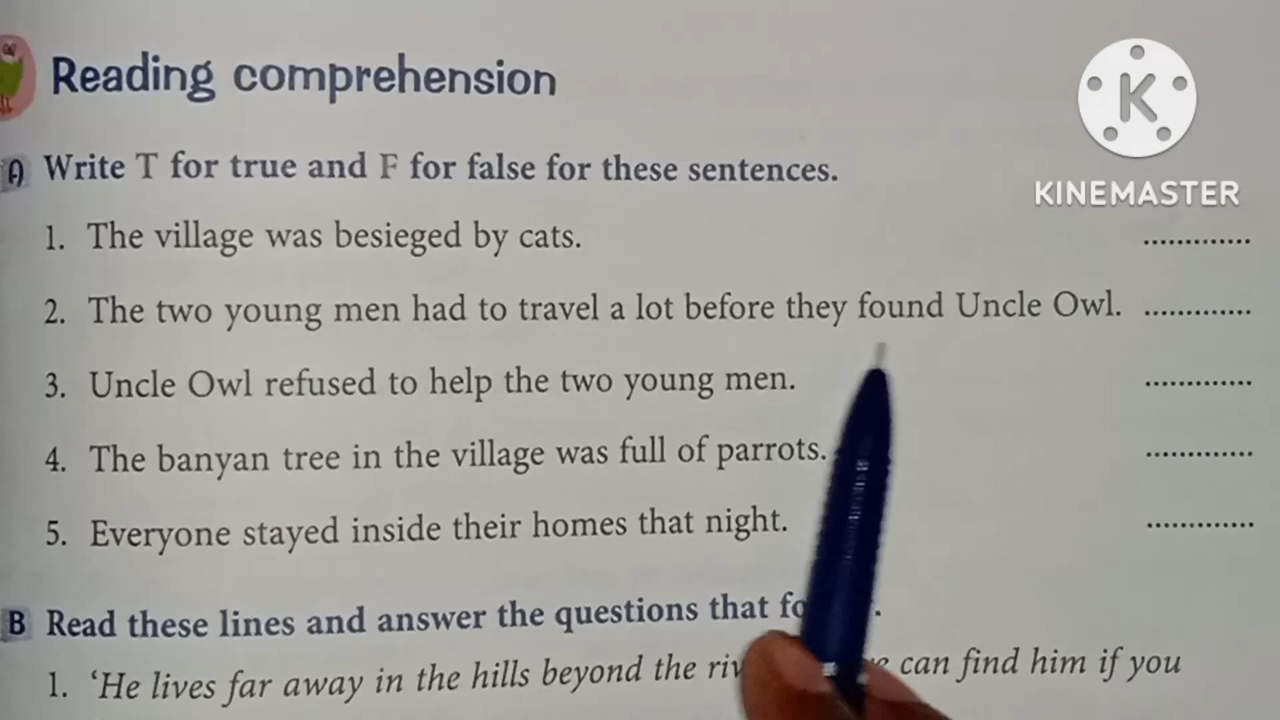 Reading comprehension
K
KINEMASTER
A Write T for true and F for false for these sentences.
1. The village was besieged by cats. .............
2. The two young men had to travel a lot before they found Uncle Owl. .............
3. Uncle Owl refused to help the two young men. .............
4. The banyan tree in the village was full of parrots. .............
5. Everyone stayed inside their homes that night. .............
B Read these lines and answer the questions that
1. ‘He lives far away in the hills beyond the can find him if you